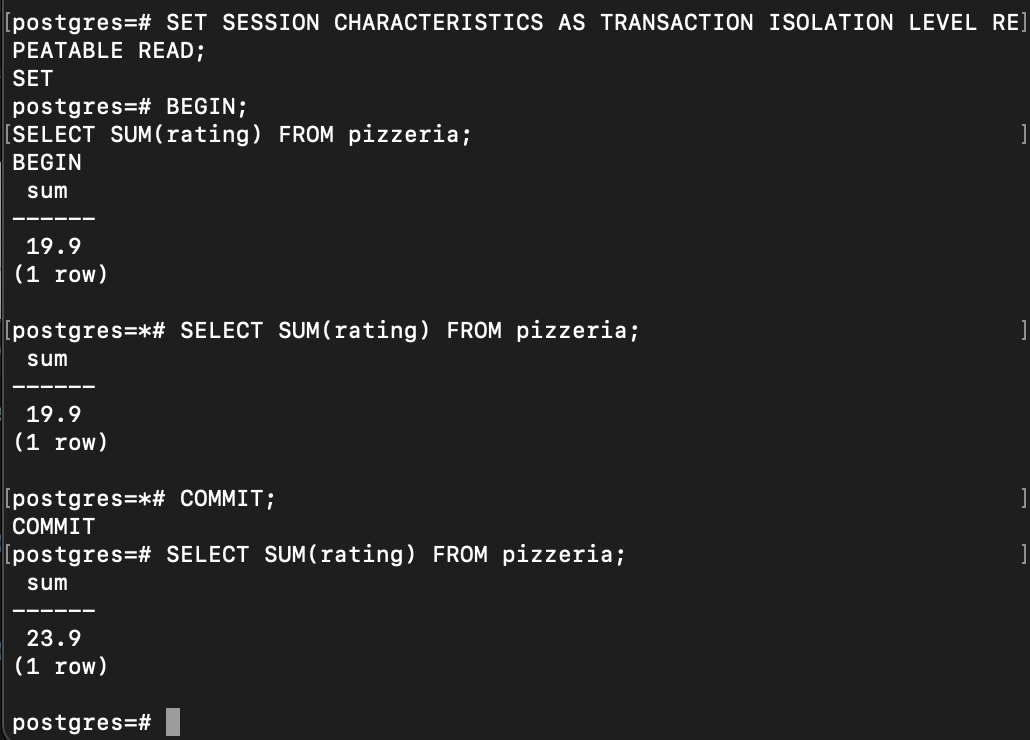 [postgres=# SET SESSION CHARACTERISTICS AS TRANSACTION ISOLATION LEVEL RE]
PEATABLE READ;
SET
postgres=# BEGIN;
[SELECT SUM(rating) FROM pizzeria; ]
BEGIN
 sum
------
 19.9
(1 row)

[postgres=*# SELECT SUM(rating) FROM pizzeria; ]
 sum
------
 19.9
(1 row)

[postgres=*# COMMIT; ]
COMMIT
[postgres=# SELECT SUM(rating) FROM pizzeria; ]
 sum
------
 23.9
(1 row)

postgres=#